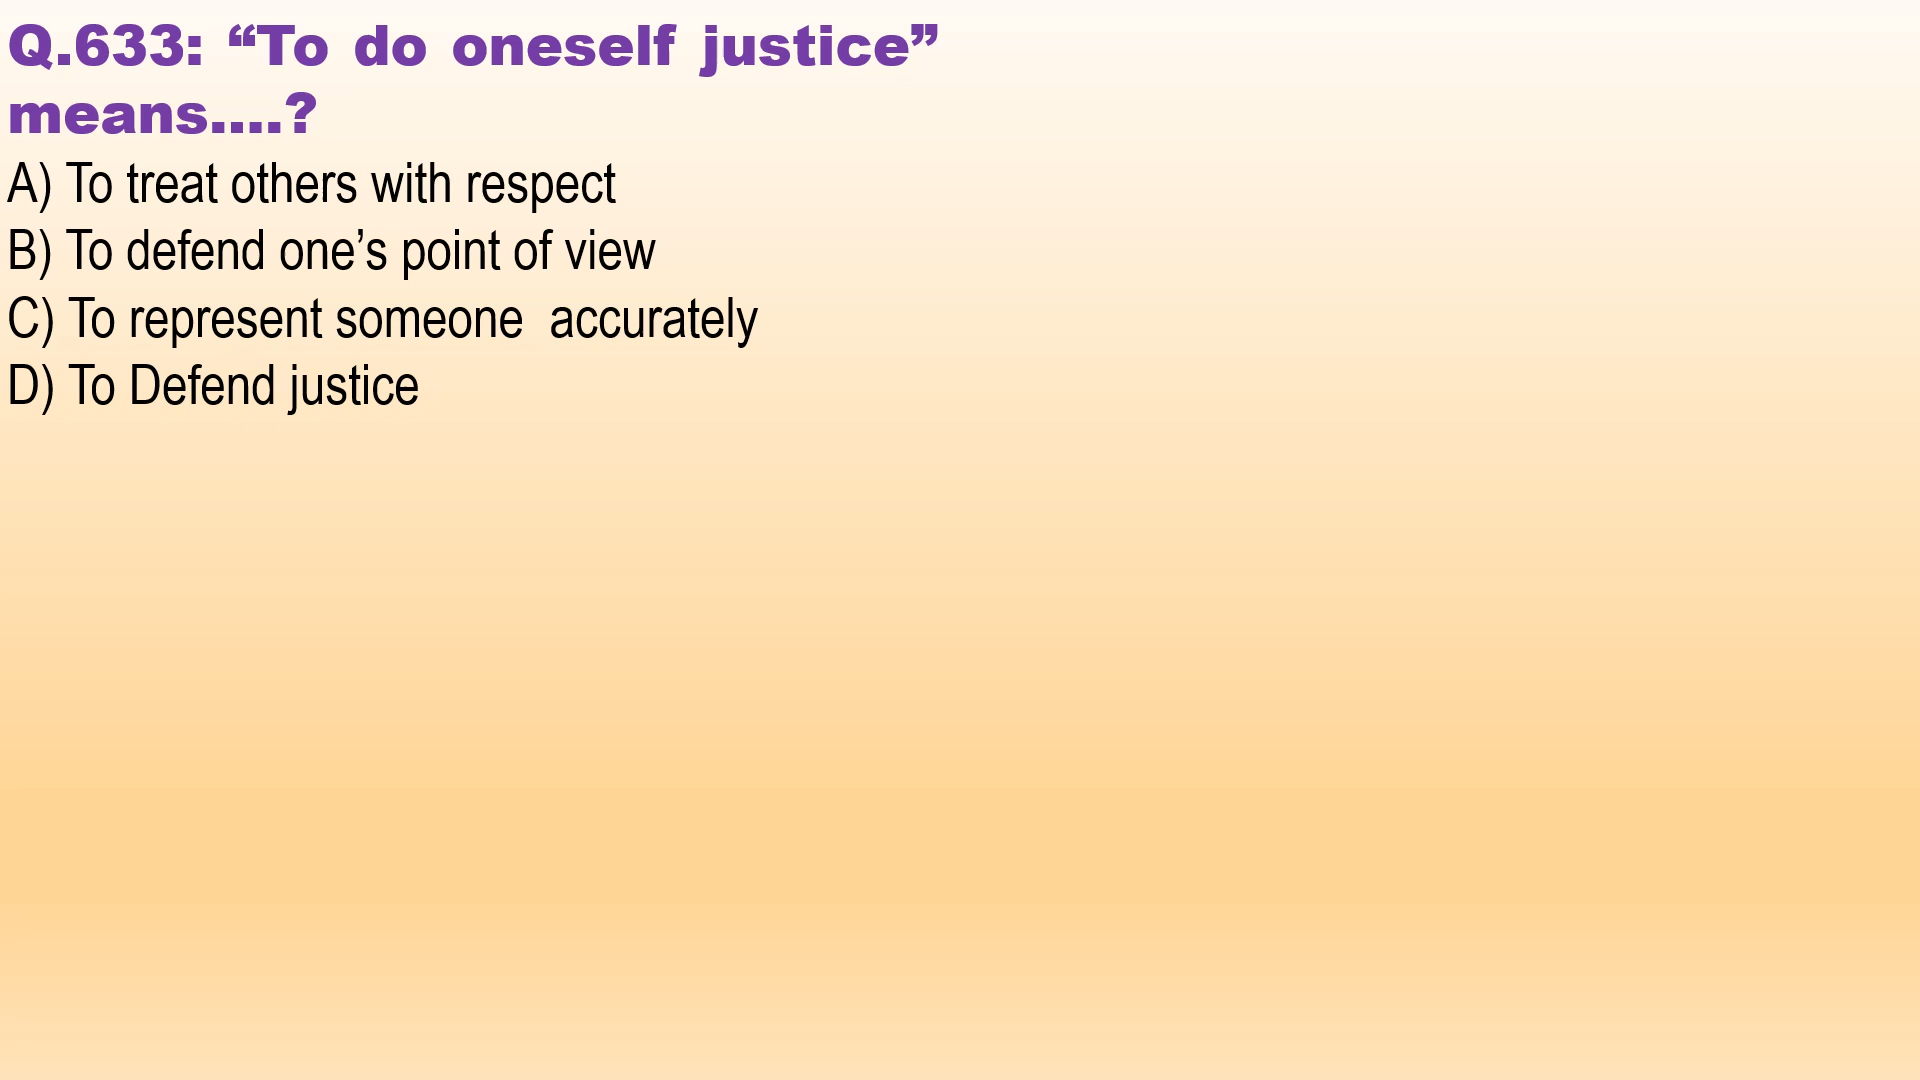 Q.633: “To do oneself justice”
means....?
A) To treat others with respect
B) To defend one’s point of view
C) To represent someone  accurately
D) To Defend justice